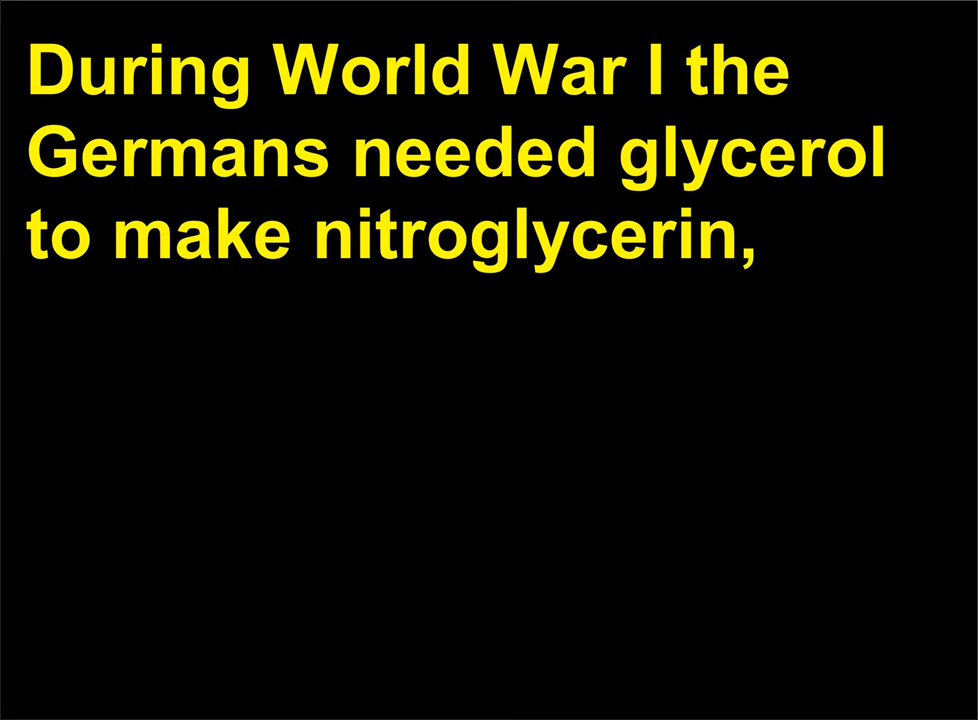 During World War I the
Germans needed glycerol
to make nitroglycerin,